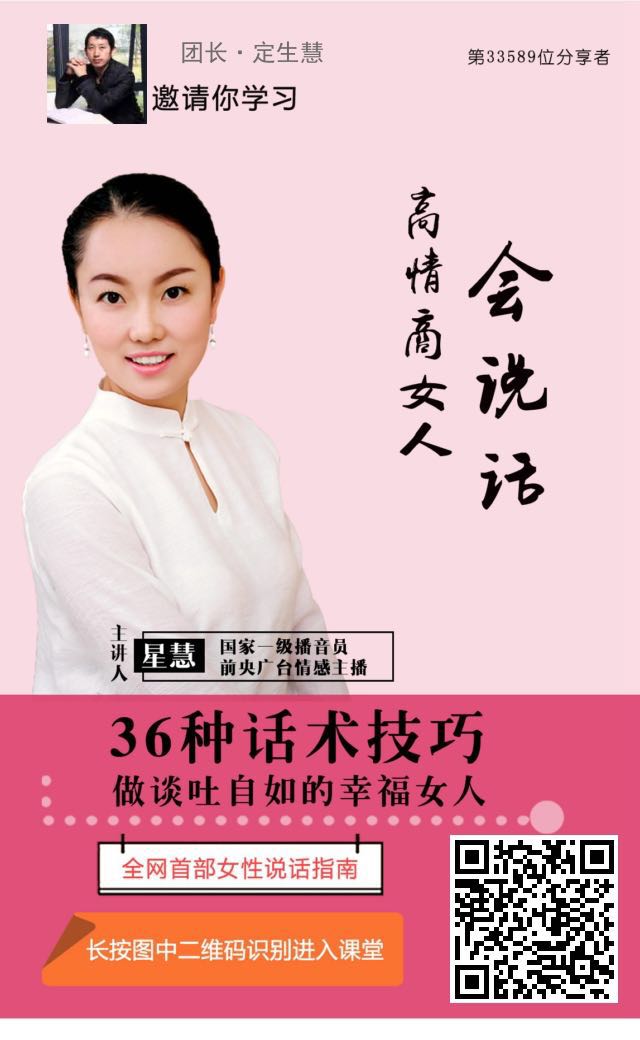 团长·定生慧
第33589位分享者
邀请你学习
会说话
高情商女人
主讲人
星慧
国家一级播音员
前央广台情感主播
36种话术技巧
做谈吐自如的幸福女人
全网首部女性说话指南
长按图中二维码识别进入课堂